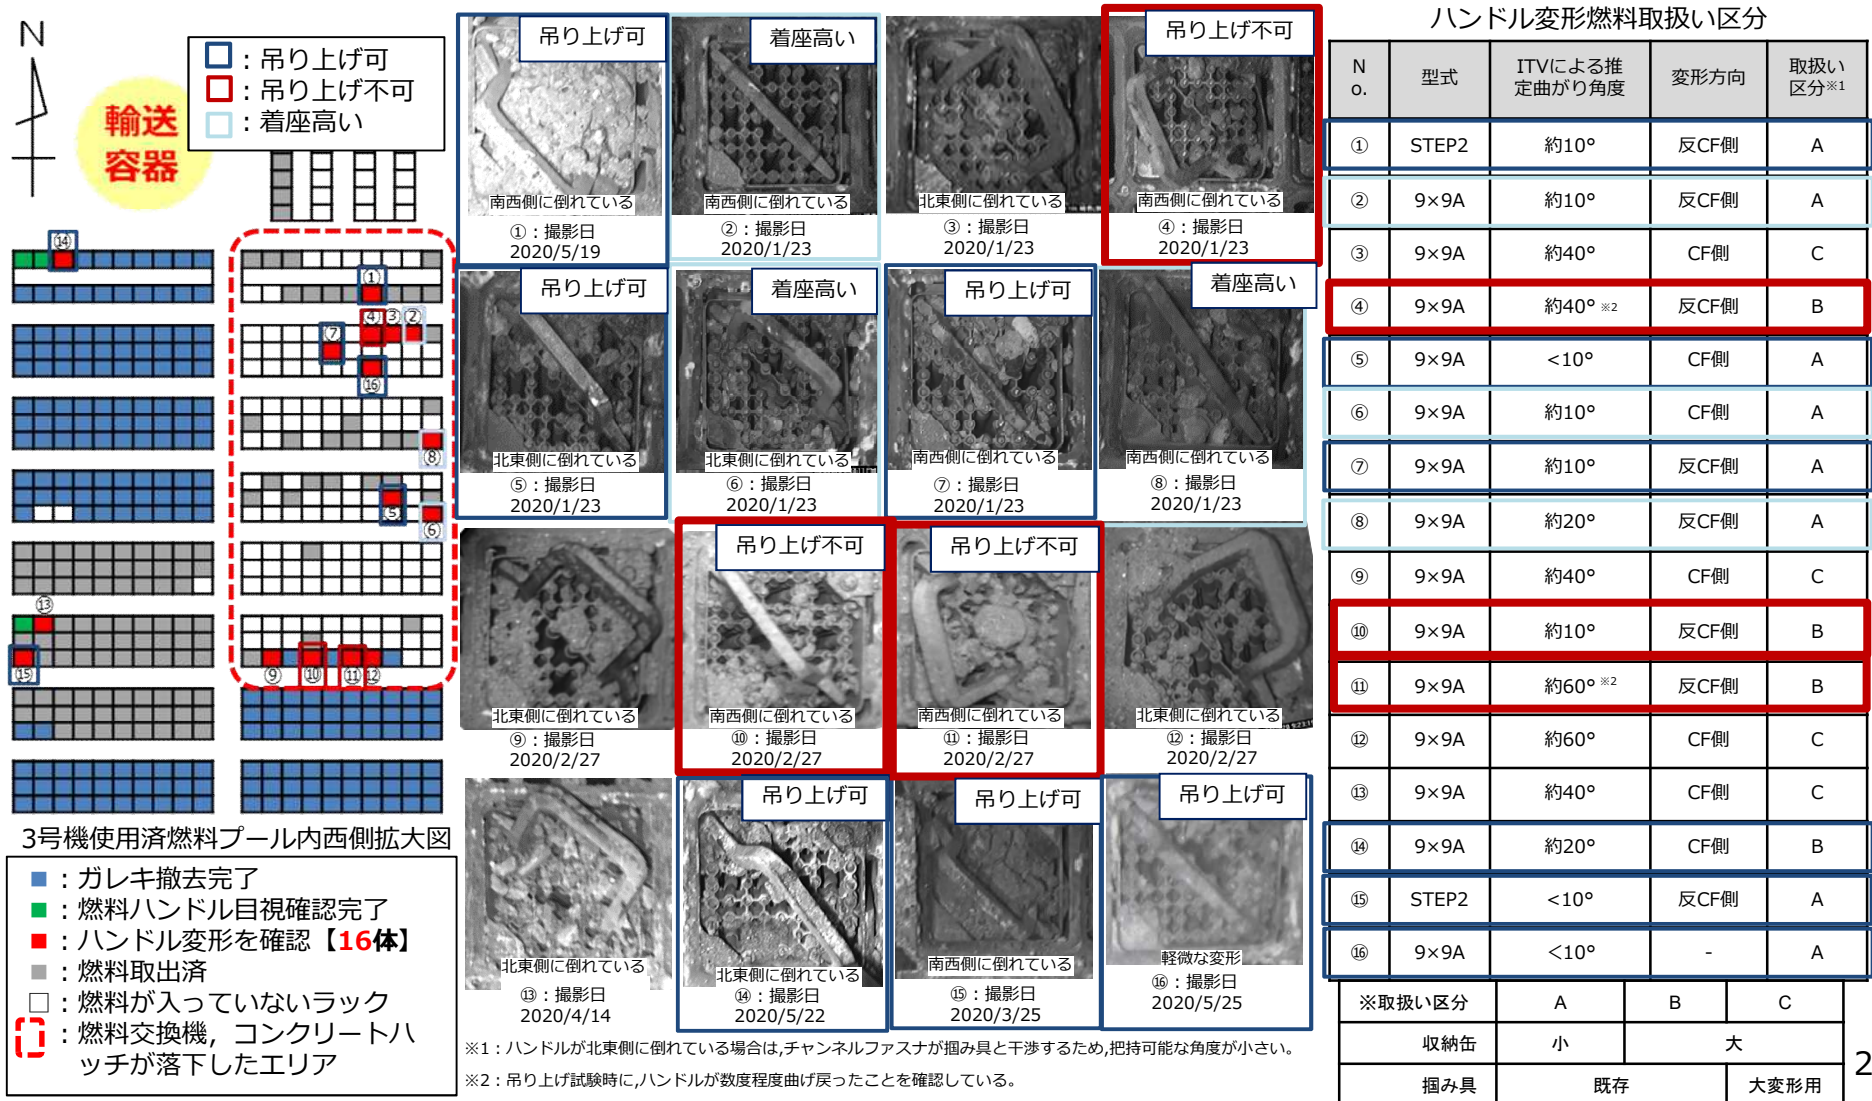 N
輸送
容器
：吊り上げ可
：吊り上げ不可
：着座高い
⑭
①
④
③
②
⑦
⑯
⑧
⑤
⑥
⑬
⑮
⑨
⑩
⑪
⑫
3号機使用済燃料プール内西側拡大図
：ガレキ撤去完了
：燃料ハンドル目視確認完了
：ハンドル変形を確認【16体】
：燃料取出済
：燃料が入っていないラック
：燃料交換機，コンクリートハ
ッチが落下したエリア
吊り上げ可
南西側に倒れている
①：撮影日
2020/5/19
着座高い
南西側に倒れている
②：撮影日
2020/1/23
北東側に倒れている
③：撮影日
2020/1/23
吊り上げ不可
南西側に倒れている
④：撮影日
2020/1/23
吊り上げ可
北東側に倒れている
⑤：撮影日
2020/1/23
着座高い
北東側に倒れている
⑥：撮影日
2020/1/23
吊り上げ可
南西側に倒れている
⑦：撮影日
2020/1/23
着座高い
南西側に倒れている
⑧：撮影日
2020/1/23
北東側に倒れている
⑨：撮影日
2020/2/27
吊り上げ不可
南西側に倒れている
⑩：撮影日
2020/2/27
吊り上げ不可
南西側に倒れている
⑪：撮影日
2020/2/27
北東側に倒れている
⑫：撮影日
2020/2/27
北東側に倒れている
⑬：撮影日
2020/4/14
吊り上げ可
北東側に倒れている
⑭：撮影日
2020/5/22
吊り上げ可
南西側に倒れている
⑮：撮影日
2020/3/25
吊り上げ可
軽微な変形
⑯：撮影日
2020/5/25
※1：ハンドルが北東側に倒れている場合は,チャンネルファスナが掴み具と干渉するため,把持可能な角度が小さい。
※2：吊り上げ試験時に,ハンドルが数度程度曲げ戻ったことを確認している。
ハンドル変形燃料取扱い区分
No. 型式 ITVによる推定曲がり角度 変形方向 取扱い区分※1
① STEP2 約10° 反CF側 A
② 9×9A 約10° 反CF側 A
③ 9×9A 約40° CF側 C
④ 9×9A 約40° ※2 反CF側 B
⑤ 9×9A <10° CF側 A
⑥ 9×9A 約10° CF側 A
⑦ 9×9A 約10° 反CF側 A
⑧ 9×9A 約20° 反CF側 A
⑨ 9×9A 約40° CF側 C
⑩ 9×9A 約10° 反CF側 B
⑪ 9×9A 約60° ※2 反CF側 B
⑫ 9×9A 約60° CF側 C
⑬ 9×9A 約40° CF側 C
⑭ 9×9A 約20° CF側 B
⑮ STEP2 <10° 反CF側 A
⑯ 9×9A <10° - A
※取扱い区分 A B C
収納缶 小 大
掴み具 既存 大変形用
2